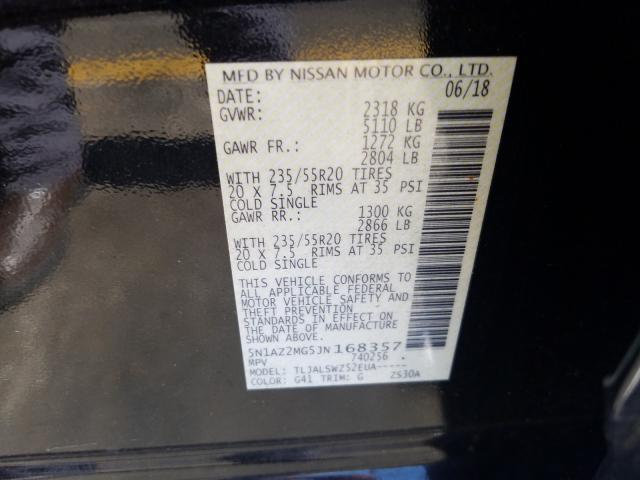 MFD BY NISSAN MOTOR CO., LTD.
DATE: 06/18
GVWR: 2318 KG
5110 LB
GAWR FR.: 1272 KG
2804 LB
WITH 235/55R20 TIRES
20 X 7.5 RIMS AT 35 PSI
COLD SINGLE
GAWR RR.: 1300 KG
2866 LB
WITH 235/55R20 TIRES
20 X 7.5 RIMS AT 35 PSI
COLD SINGLE
THIS VEHICLE CONFORMS TO
ALL APPLICABLE FEDERAL
MOTOR VEHICLE SAFETY AND
THEFT PREVENTION
STANDARDS IN EFFECT ON
THE DATE OF MANUFACTURE
SHOWN ABOVE.
5N1AZ2MG5JN168357
MPV 740256
MODEL: TLJALSWZ52EUA-----
COLOR: G41 TRIM: G ZS30A